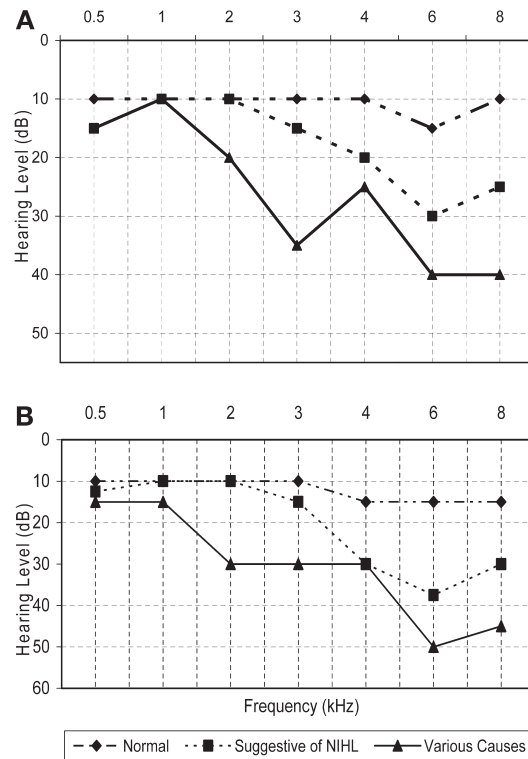 A
0.5 1 2 3 4 6 8
0
10
20
30
40
50
Hearing Level (dB)
B
0.5 1 2 3 4 6 8
0
10
20
30
40
50
60
Hearing Level (dB)
Frequency (kHz)
Normal Suggestive of NIHL Various Causes